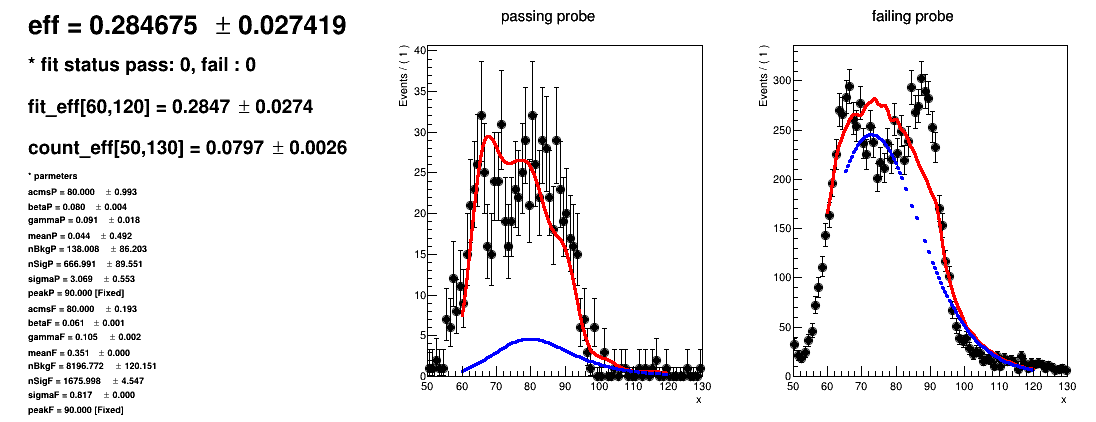 eff = 0.284675 ± 0.027419
* fit status pass: 0, fail : 0
fit_eff[60,120] = 0.2847 ± 0.0274
count_eff[50,130] = 0.0797 ± 0.0026
* parmeters
acmsP = 80.000 ± 0.993
betaP = 0.080 ± 0.004
gammaP = 0.091 ± 0.018
meanP = 0.044 ± 0.492
nBkgP = 138.008 ± 86.203
nSigP = 666.991 ± 89.551
sigmaP = 3.069 ± 0.553
peakP = 90.000 [Fixed]
acmsF = 80.000 ± 0.193
betaF = 0.061 ± 0.001
gammaF = 0.105 ± 0.002
meanF = 0.351 ± 0.000
nBkgF = 8196.772 ± 120.151
nSigF = 1675.998 ± 4.547
sigmaF = 0.817 ± 0.000
peakF = 90.000 [Fixed]
passing probe
Events / ( 1 )
40
35
30
25
20
15
10
5
0
50 60 70 80 90 100 110 120 130
x
failing probe
Events / ( 1 )
300
250
200
150
100
50
0
50 60 70 80 90 100 110 120 130
x